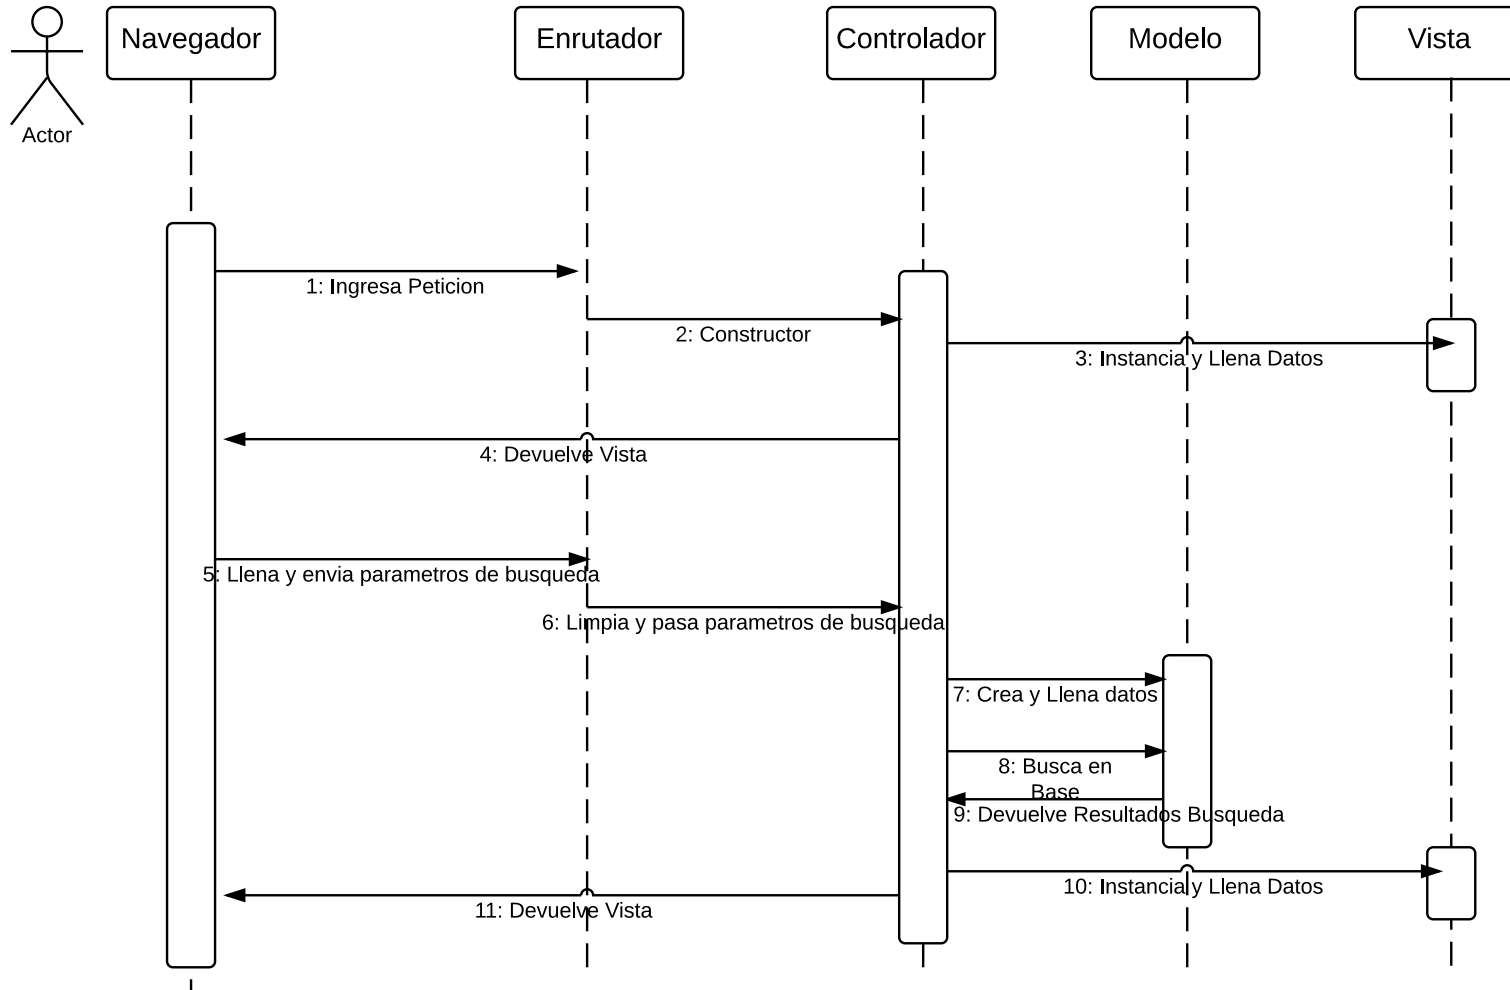 Navegador
Enrutador
Controlador
Modelo
Vista
Actor
1: Ingresa Peticion
2: Constructor
3: Instancia y Llena Datos
4: Devuelve Vista
5: Llena y envia parametros de busqueda
6: Limpia y pasa parametros de busqueda
7: Crea y Llena datos
8: Busca en
Base
9: Devuelve Resultados Busqueda
10: Instancia y Llena Datos
11: Devuelve Vista